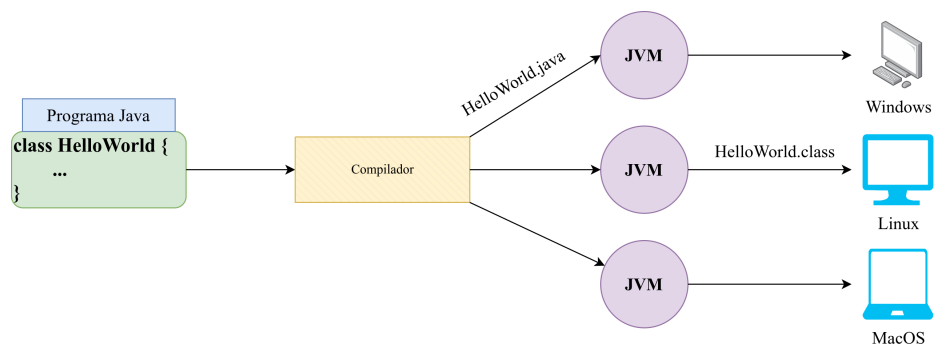 Programa Java
class HelloWorld {
...
}
Compilador
HelloWorld.java
JVM
Windows
JVM
HelloWorld.class
Linux
JVM
MacOS